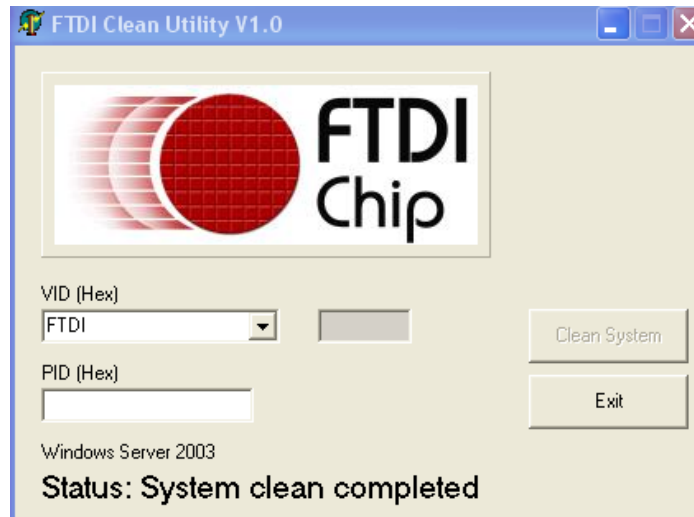 FTDI Clean Utility V1.0
FTDI
Chip
VID (Hex)
FTDI
Clean System
PID (Hex)
Exit
Windows Server 2003
Status: System clean completed